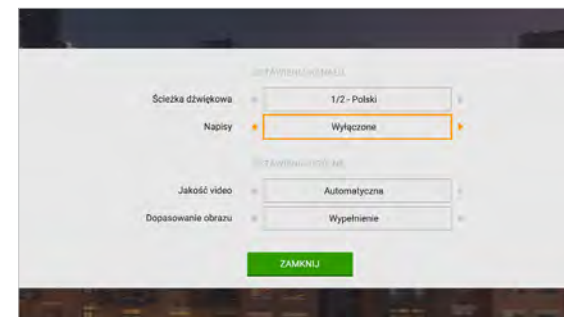 Ścieżka dźwiękowa 1/2 - Polski
Napisy Wyłączone
Jakość video Automatyczna
Dopasowanie obrazu Wypełnienie
ZAMKNIJ